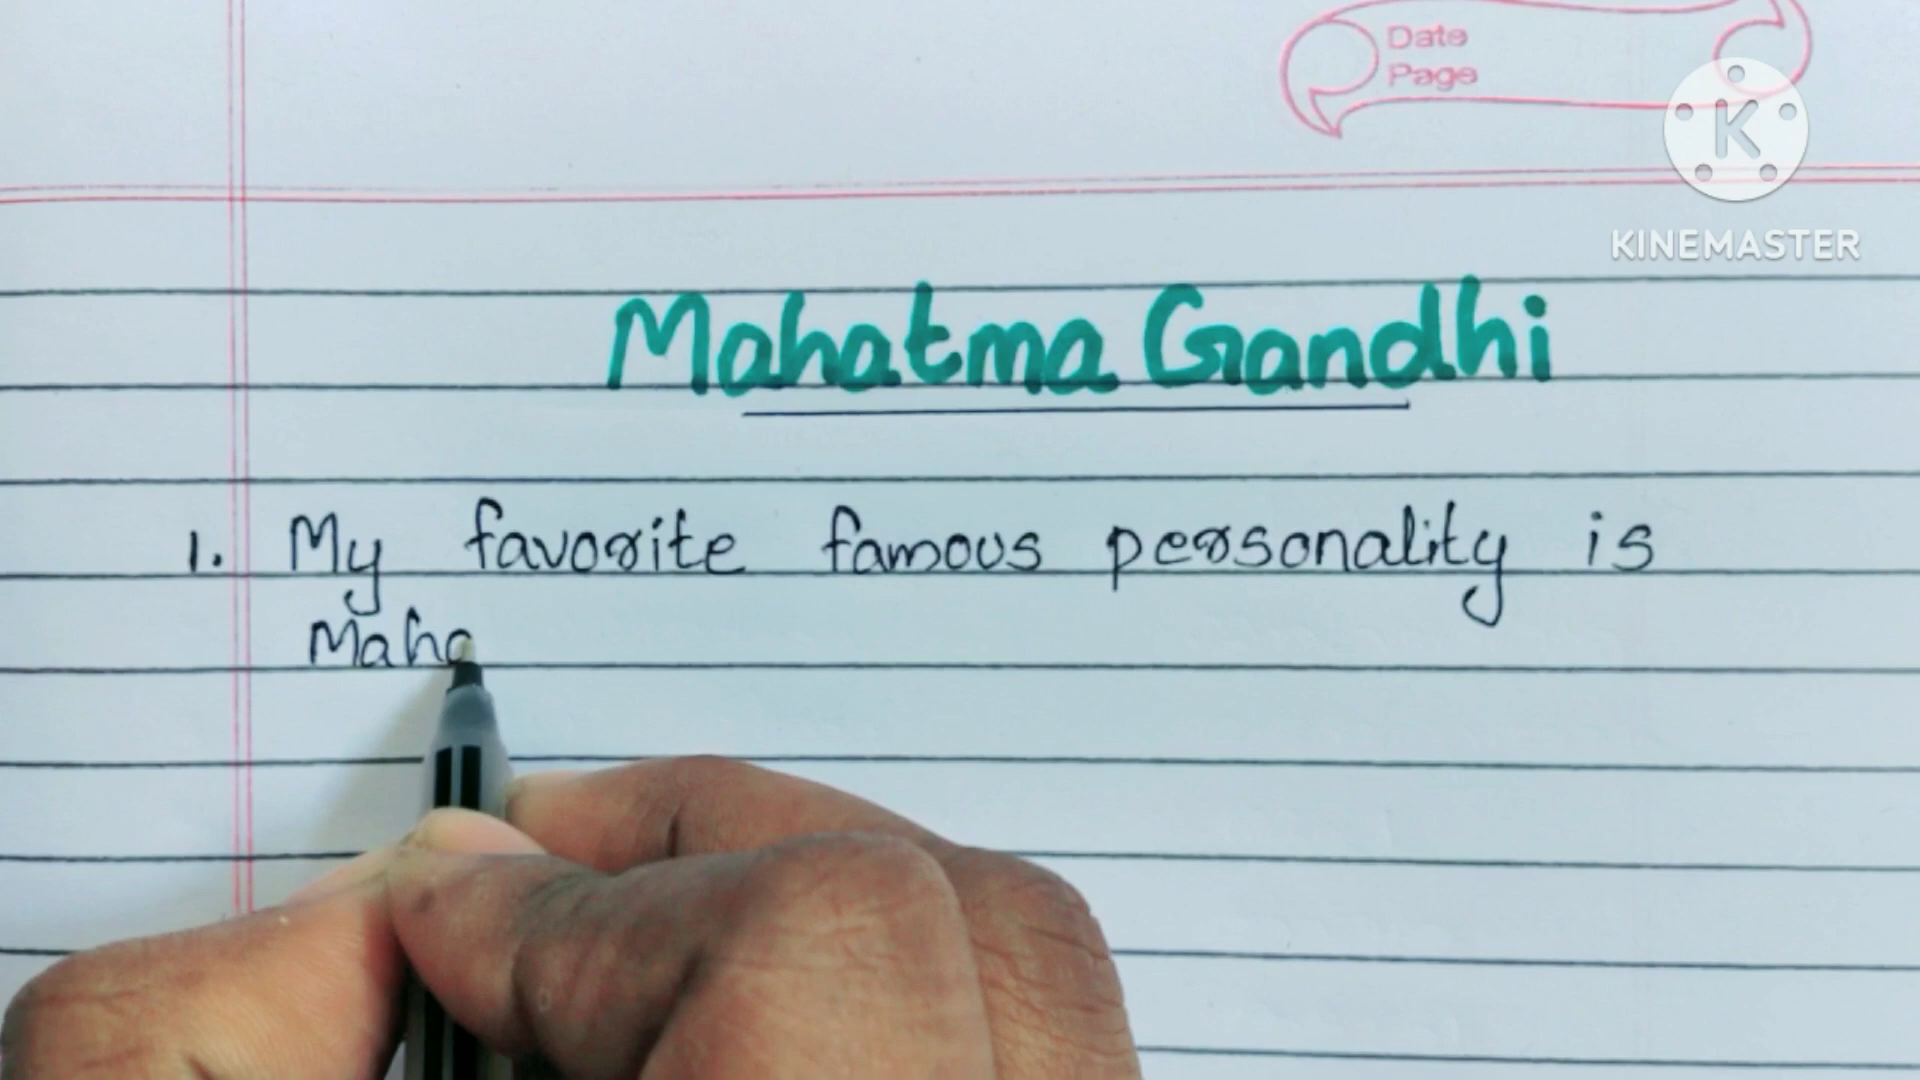 Date
Page
K
KINEMASTER
Mahatma Gandhi
1. My favorite famous personality is
Maha